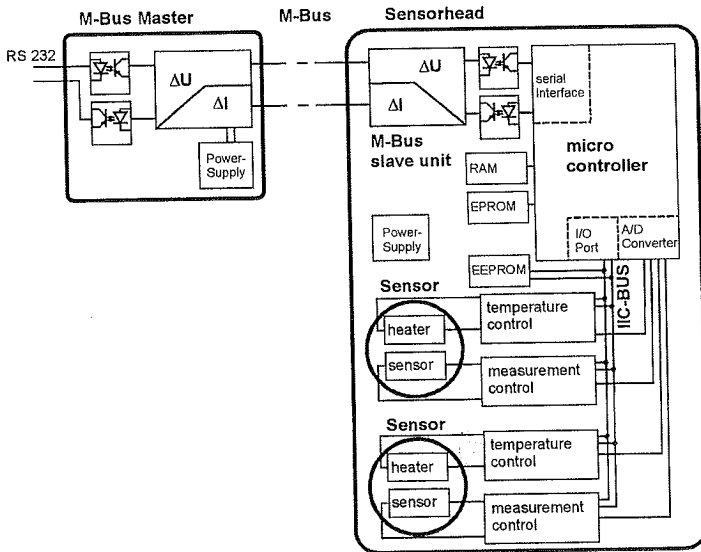 M-Bus Master
M-Bus
Sensorhead
RS 232
ΔU
ΔI
Power-
Supply
ΔU
ΔI
M-Bus
slave unit
serial
Interface
micro
controller
RAM
EPROM
I/O
Port
A/D
Converter
Power-
Supply
EEPROM
IIC-BUS
Sensor
heater
sensor
temperature
control
measurement
control
Sensor
heater
sensor
temperature
control
measurement
control